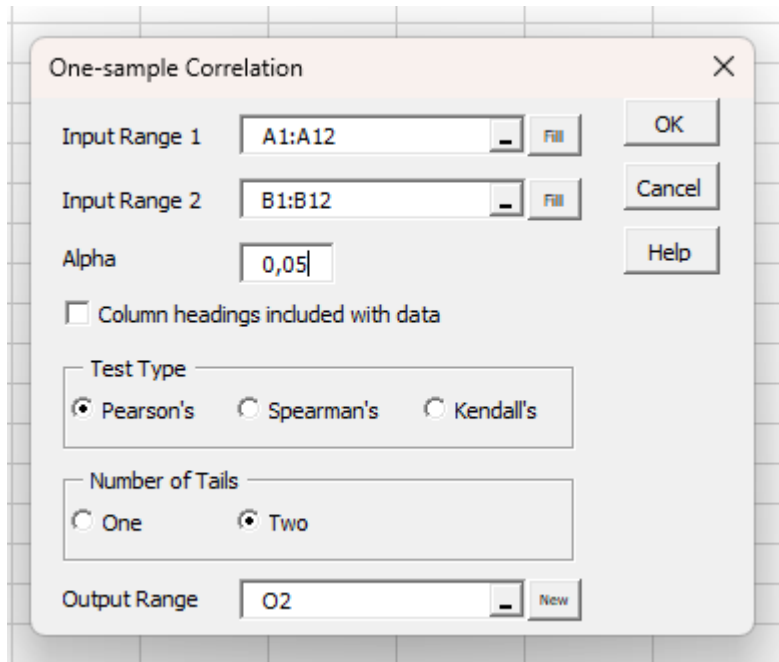 One-sample Correlation
Input Range 1 A1:A12 _ Fill OK
Input Range 2 B1:B12 _ Fill Cancel
Alpha 0,05 Help
Column headings included with data
Test Type
Pearson's Spearman's Kendall's
Number of Tails
One Two
Output Range O2 _ New